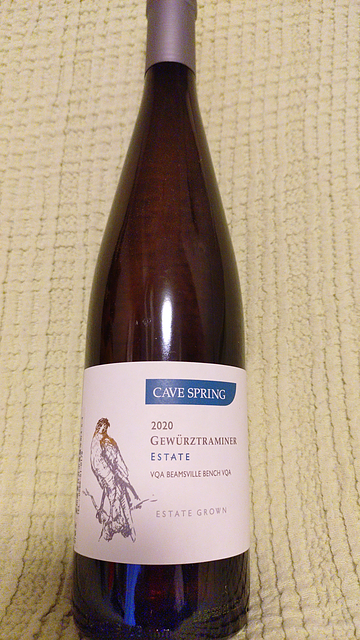 CAVE SPRING
2020
GEWÜRZTRAMINER
ESTATE
VQA BEAMSVILLE BENCH VQA
ESTATE GROWN